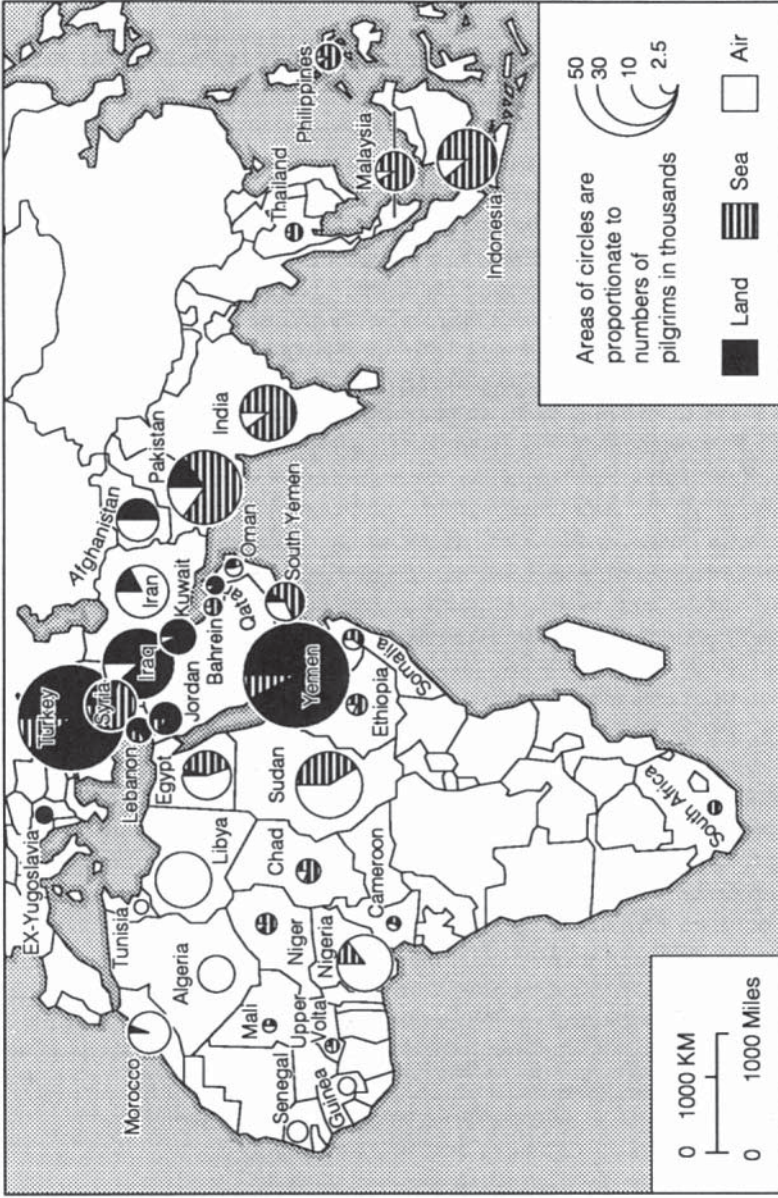 EX-Yugoslavia
Turkey
Syria
Lebanon
Iraq
Iran
Afghanistan
Jordan
Kuwait
Bahrein
Qatar
Oman
South Yemen
Yemen
Pakistan
India
Thailand
Philippines
Malaysia
Indonesia
Morocco
Tunisia
Algeria
Libya
Egypt
Mali
Niger
Chad
Sudan
Ethiopia
Somalia
Senegal
Guinea
Upper
Volta
Nigeria
Cameroon
South Africa
0 1000 KM
0 1000 Miles
Areas of circles are
proportionate to
numbers of
pilgrims in thousands
50
30
10
2.5
Land
Sea
Air